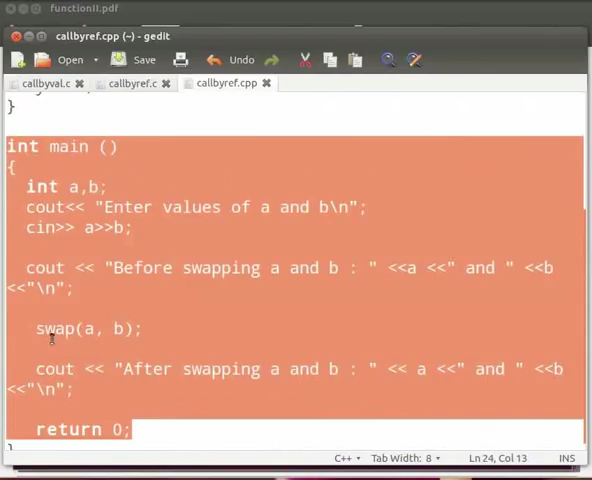 functionII.pdf
callbyref.cpp (~) - gedit
Open Save Undo
callbyval.c callbyref.c callbyref.cpp
}
int main ()
{
int a,b;
cout<< "Enter values of a and b\n";
cin>> a>>b;
cout << "Before swapping a and b : " <<a <<" and " <<b
<<"\n";
swap(a, b);
cout << "After swapping a and b : " << a <<" and " <<b
<<"\n";
return 0;
C++ Tab Width: 8 Ln 24, Col 13 INS